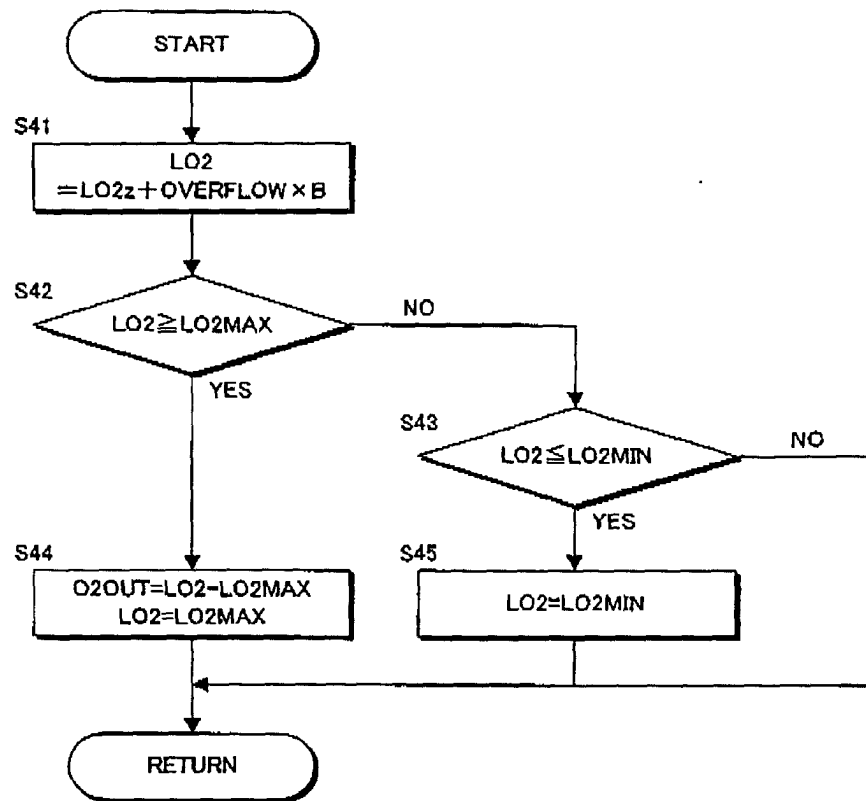 START
S41
LO2
=LO2z+OVERFLOW×B
S42
LO2≧LO2MAX
NO
YES
S43
LO2≦LO2MIN
NO
YES
S44
O2OUT=LO2-LO2MAX
LO2=LO2MAX
S45
LO2=LO2MIN
RETURN